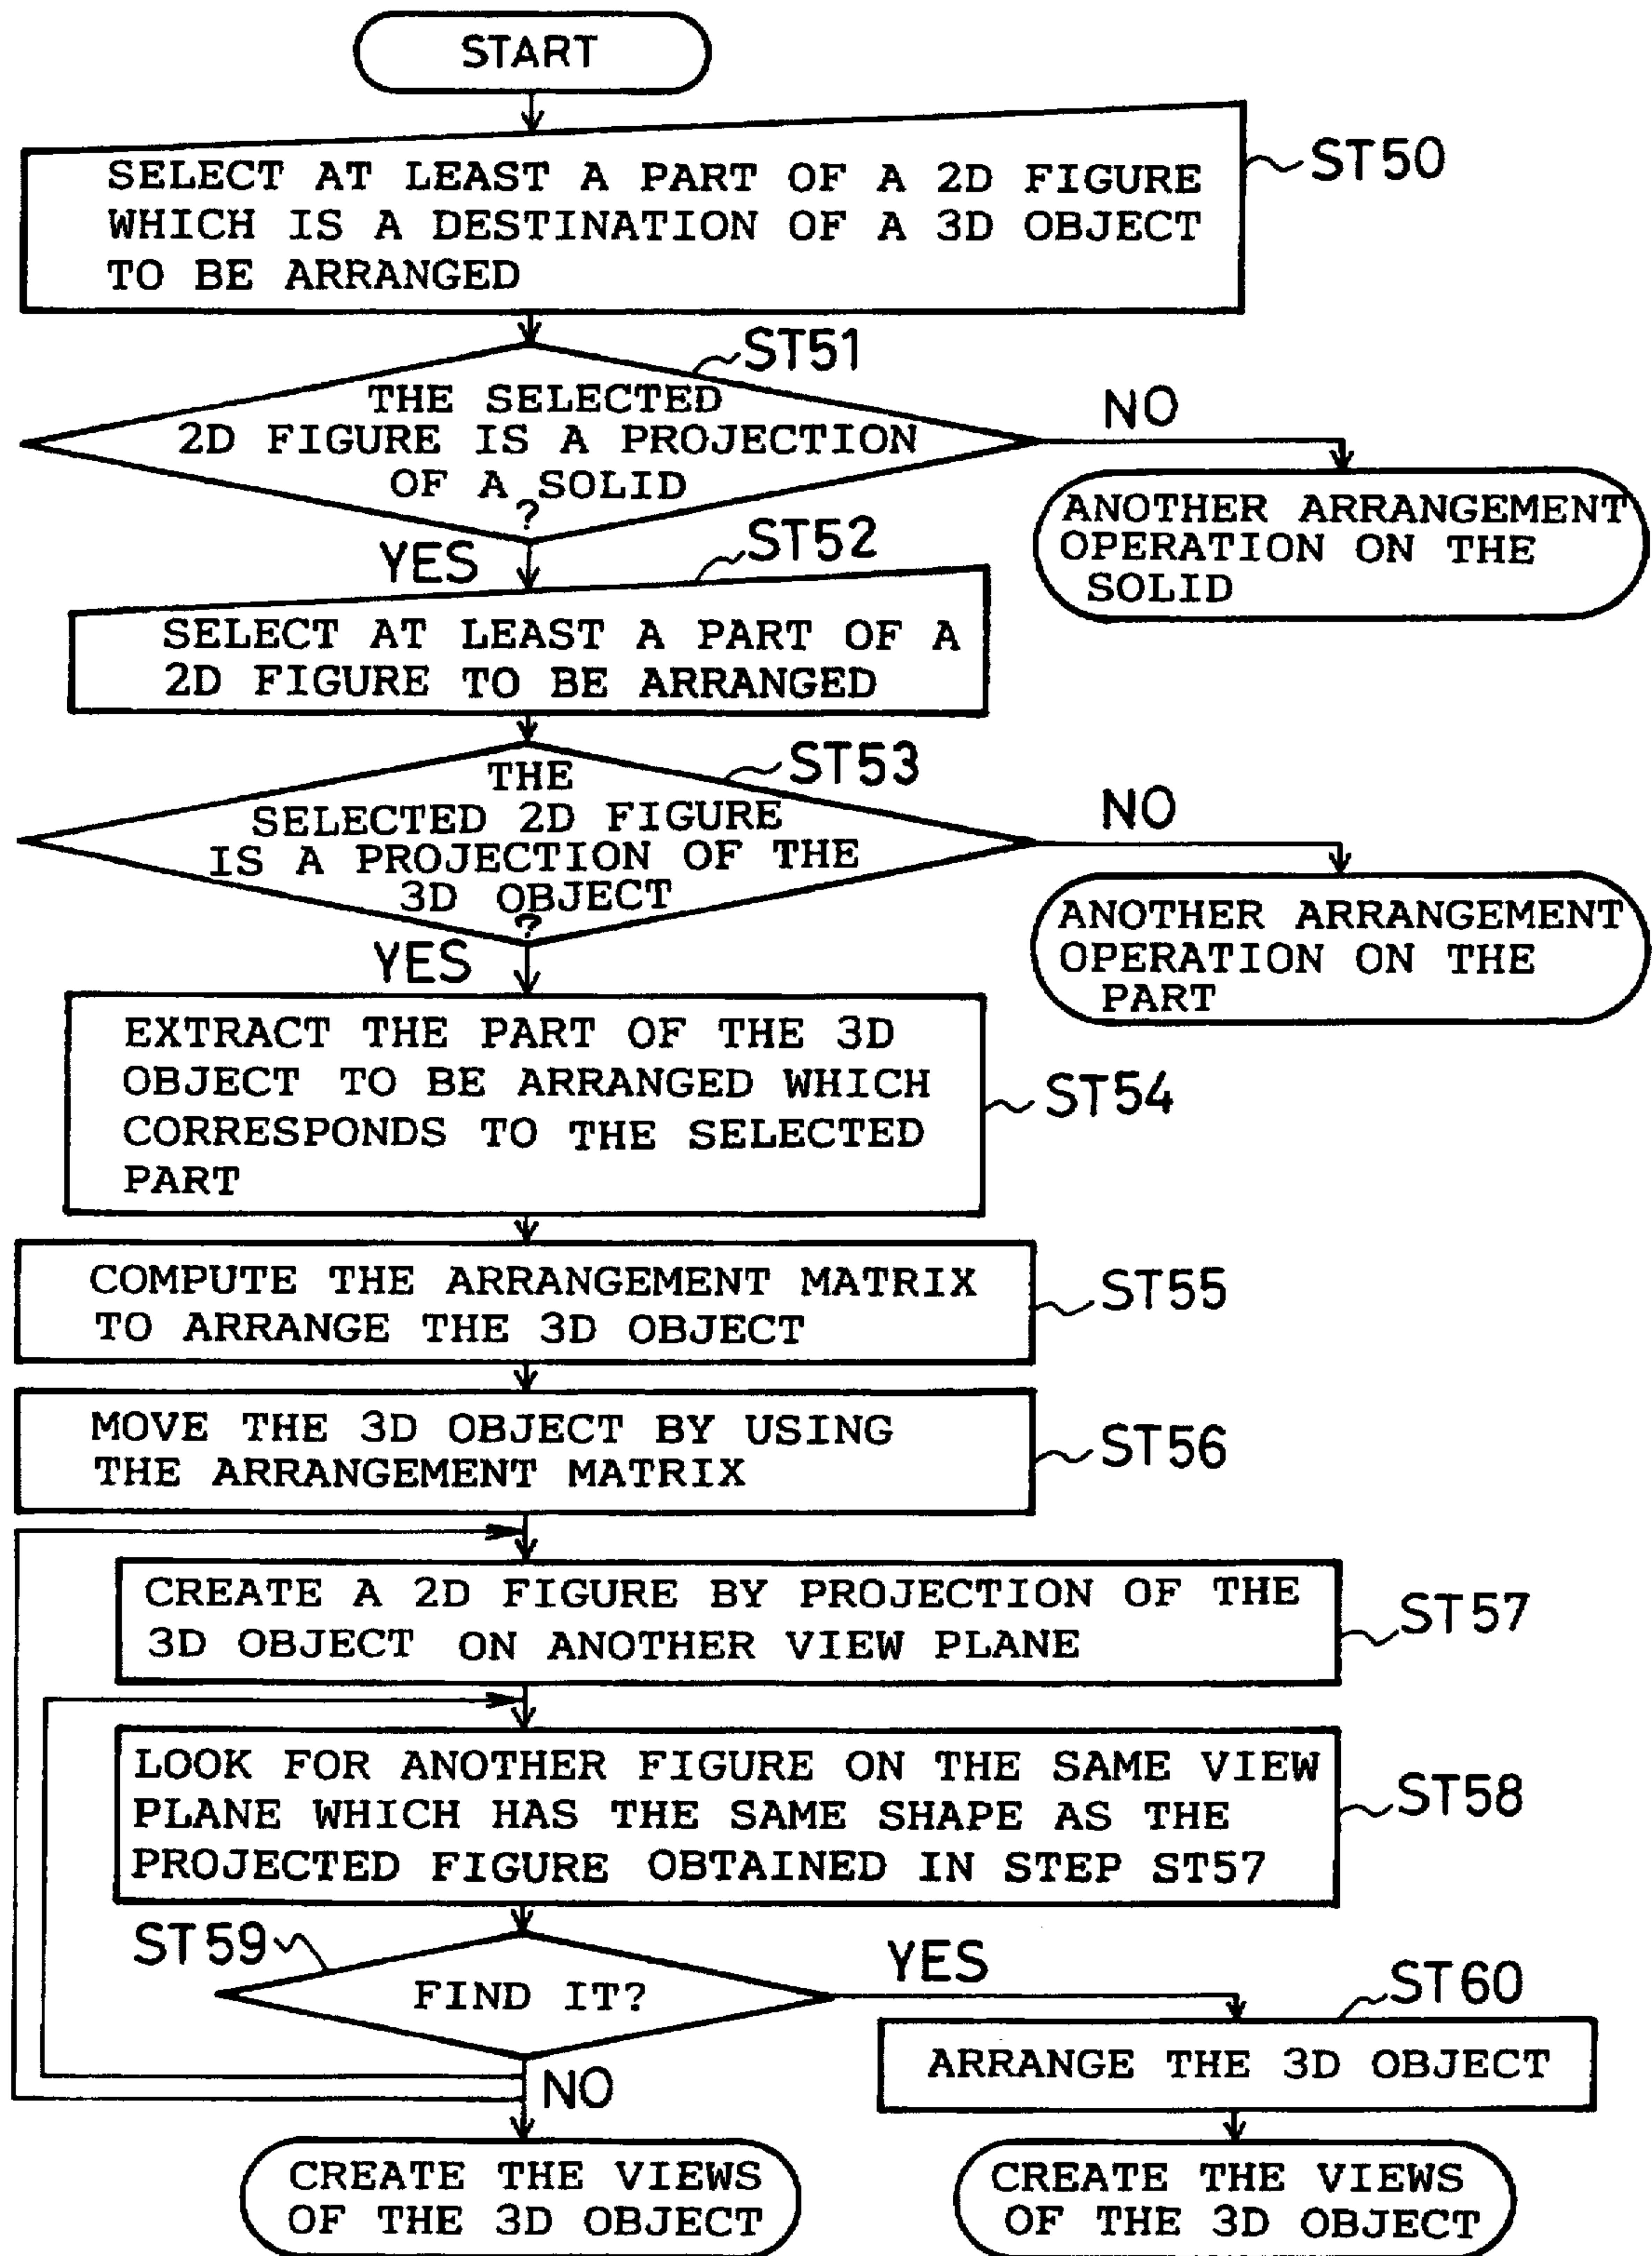 START
SELECT AT LEAST A PART OF A 2D FIGURE
WHICH IS A DESTINATION OF A 3D OBJECT
TO BE ARRANGED
ST50
ST51
THE SELECTED
2D FIGURE IS A PROJECTION
OF A SOLID
?
NO
ANOTHER ARRANGEMENT
OPERATION ON THE
SOLID
YES
ST52
SELECT AT LEAST A PART OF A
2D FIGURE TO BE ARRANGED
ST53
THE
SELECTED 2D FIGURE
IS A PROJECTION OF THE
3D OBJECT
?
NO
ANOTHER ARRANGEMENT
OPERATION ON THE
PART
YES
EXTRACT THE PART OF THE 3D
OBJECT TO BE ARRANGED WHICH
CORRESPONDS TO THE SELECTED
PART
ST54
COMPUTE THE ARRANGEMENT MATRIX
TO ARRANGE THE 3D OBJECT
ST55
MOVE THE 3D OBJECT BY USING
THE ARRANGEMENT MATRIX
ST56
CREATE A 2D FIGURE BY PROJECTION OF THE
3D OBJECT ON ANOTHER VIEW PLANE
ST57
LOOK FOR ANOTHER FIGURE ON THE SAME VIEW
PLANE WHICH HAS THE SAME SHAPE AS THE
PROJECTED FIGURE OBTAINED IN STEP ST57
ST58
ST59
FIND IT?
YES
ST60
ARRANGE THE 3D OBJECT
NO
CREATE THE VIEWS
OF THE 3D OBJECT
CREATE THE VIEWS
OF THE 3D OBJECT